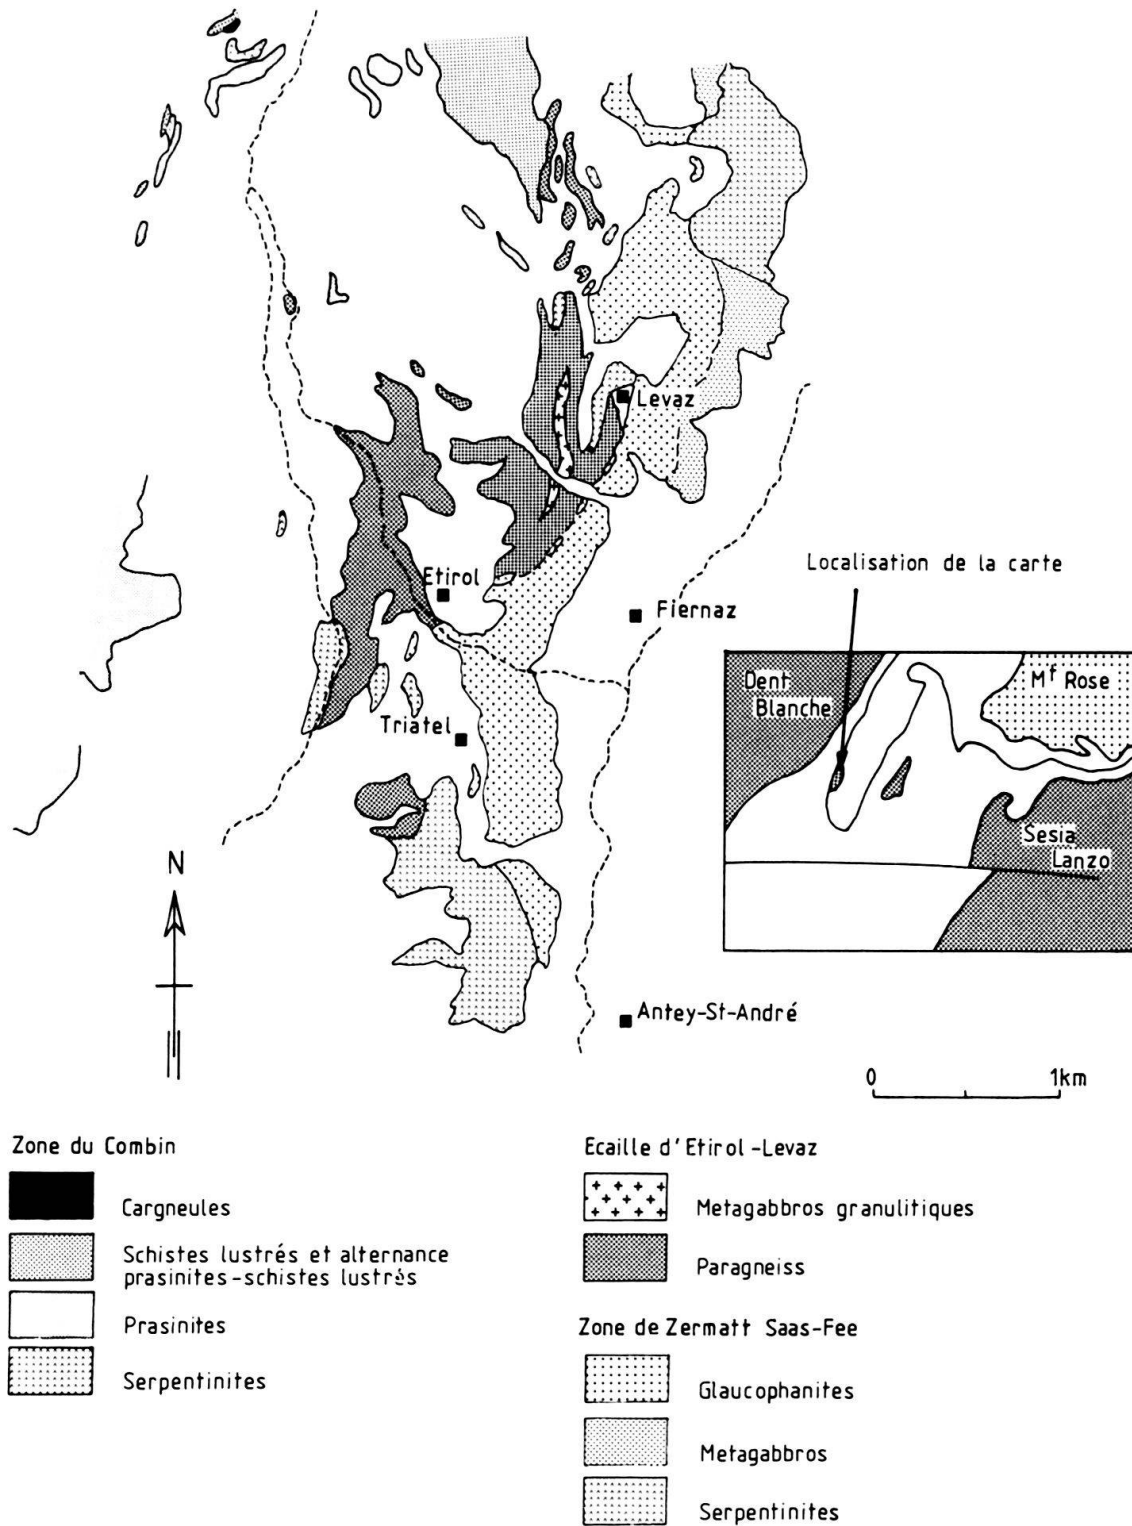 Levaz
Localisation de la carte
Etirol
Fiernaz
Dent
Blanche
Mt Rose
Triatel
Sesia
Lanzo
N
Antey-St-André
0 1km
Zone du Combin
Cargneules
Schistes lustrés et alternance
prasinites-schistes lustrés
Prasinites
Serpentinites
Ecaille d'Etirol-Levaz
Metagabbros granulitiques
Paragneiss
Zone de Zermatt Saas-Fee
Glaucophanites
Metagabbros
Serpentinites